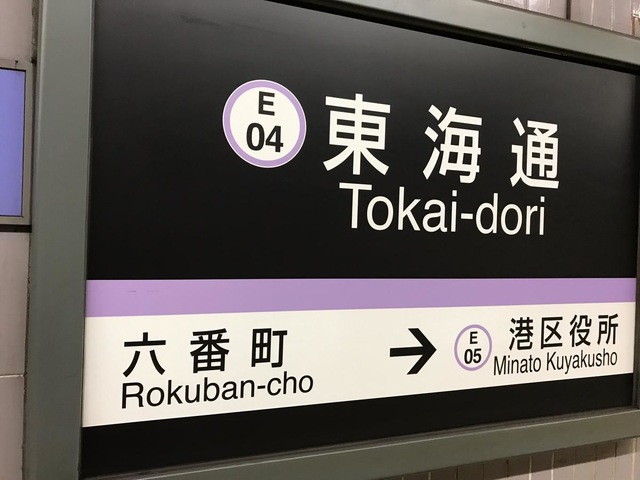 E
04
東海通
Tokai-dori
六番町
Rokuban-cho
→
E
05
港区役所
Minato Kuyakusho